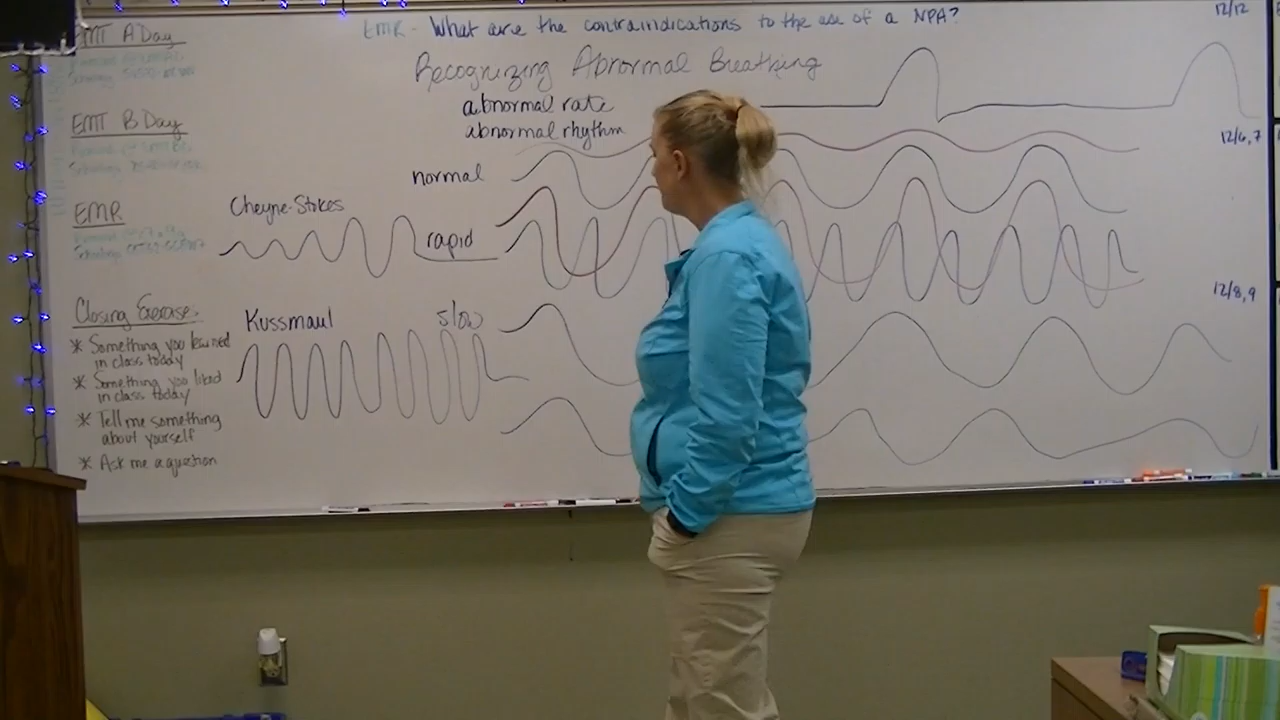 12/12
EMR - What are the contraindications to the use of a NPA?
EMT A Day
Recognizing Abnormal Breathing
abnormal rate
abnormal rhythm
12/6,7
EMT B Day
normal
Cheyne-Stokes
EMR
rapid
12/8,9
Closing Exercise:
Kussmaul
slow
* Something you learned
in class today
* Something you liked
in class today
* Tell me something
about yourself
* Ask me a question